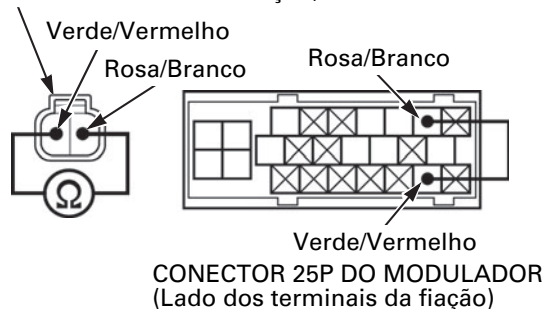 Verde/Vermelho
Rosa/Branco
Rosa/Branco
Ω
Verde/Vermelho
CONECTOR 25P DO MODULADOR
(Lado dos terminais da fiação)